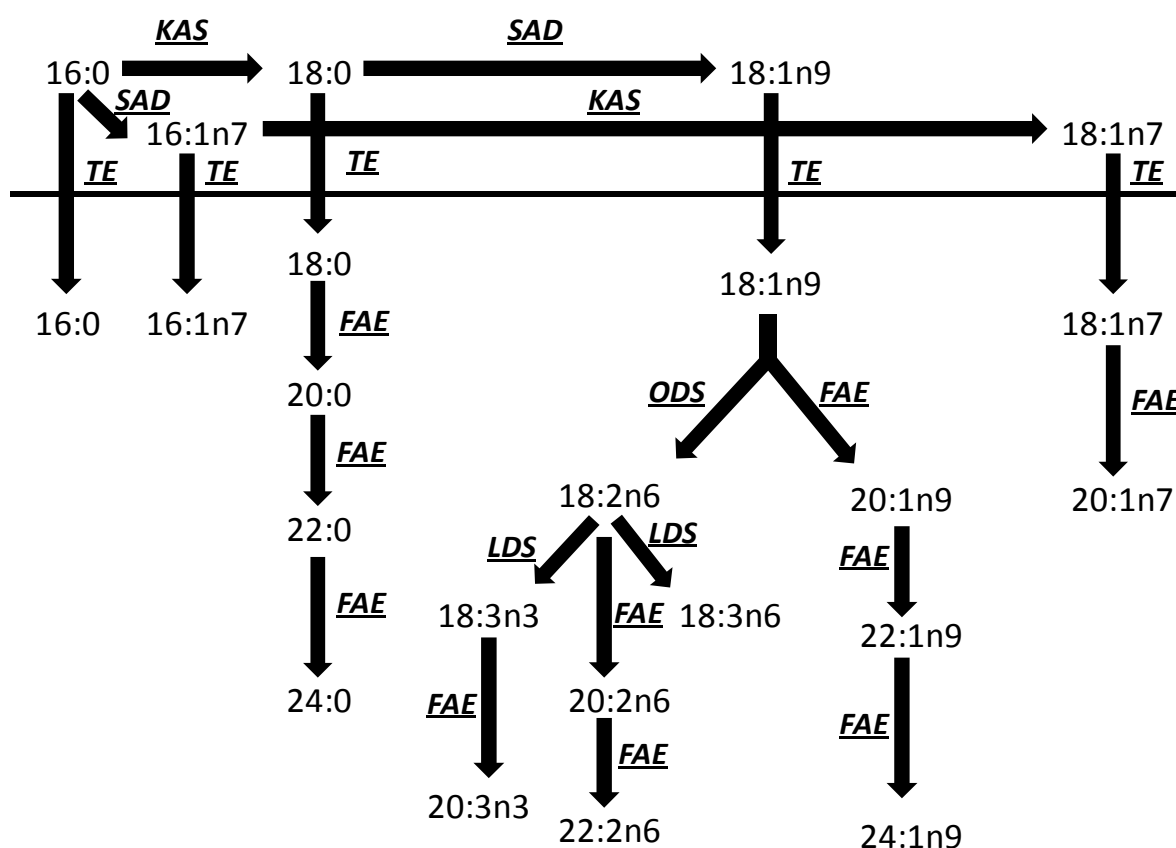 KAS
SAD
16:0
18:0
18:1n9
SAD
KAS
16:1n7
18:1n7
TE
TE
TE
TE
TE
18:0
18:1n9
16:0
16:1n7
FAE
18:1n7
20:0
ODS
FAE
FAE
FAE
22:0
18:2n6
20:1n9
20:1n7
LDS
LDS
FAE
FAE
18:3n3
FAE
18:3n6
22:1n9
24:0
FAE
20:2n6
FAE
FAE
20:3n3
22:2n6
24:1n9